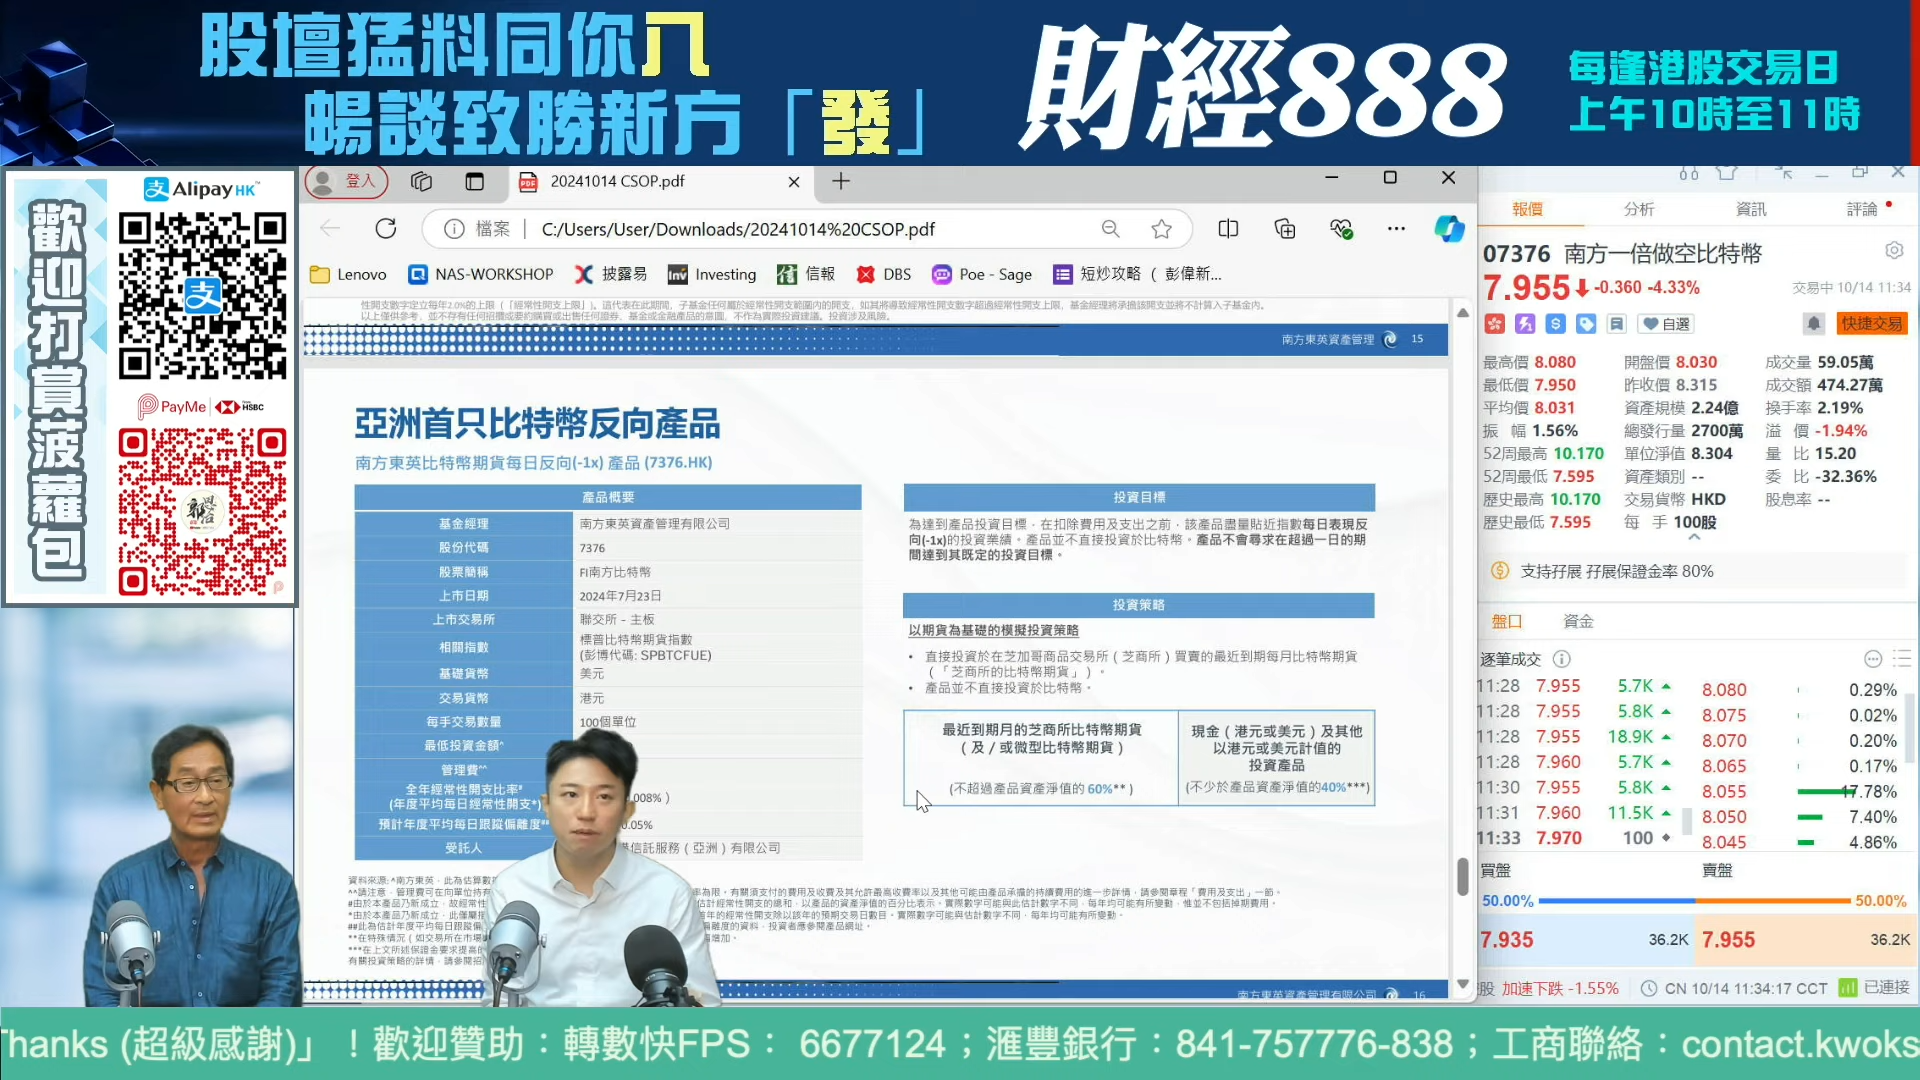 股壇猛料同你八
暢談致勝新方「發」
財經888
每逢港股交易日
上午10時至11時
AlipayHK
歡迎打賞菠蘿包
PayMe HSBC
登入
20241014 CSOP.pdf
檔案
C:/Users/User/Downloads/20241014%20CSOP.pdf
Lenovo
NAS-WORKSHOP
披露易
Investing
信報
DBS
Poe - Sage
短炒攻略（ 彭偉新...
南方東英資產管理 15
亞洲首只比特幣反向產品
南方東英比特幣期貨每日反向(-1x) 產品 (7376.HK)
產品概要
基金經理 南方東英資產管理有限公司
股份代碼 7376
股票簡稱 FI南方比特幣
上市日期 2024年7月23日
上市交易所 聯交所 - 主板
相關指數 標普比特幣期貨指數
(彭博代碼: SPBTCFUE)
基礎貨幣 美元
交易貨幣 港元
每手交易數量 100個單位
最低投資金額^
管理費^^
全年經常性開支比率#
(年度平均每日經常性開支*) .008% )
預計年度平均每日跟蹤偏離度## 0.05%
受託人 信託服務（亞洲）有限公司
投資目標
為達到產品投資目標，在扣除費用及支出之前，該產品盡量貼近指數每日表現反
向(-1x)的投資業績。產品並不直接投資於比特幣。產品不會尋求在超過一日的期
間達到其既定的投資目標。
投資策略
以期貨為基礎的模擬投資策略
• 直接投資於在芝加哥商品交易所（芝商所）買賣的最近到期每月比特幣期貨
（「芝商所的比特幣期貨」）。
• 產品並不直接投資於比特幣。
最近到期月的芝商所比特幣期貨
（及 / 或微型比特幣期貨）
(不超過產品資產淨值的 60%** )
現金（港元或美元）及其他
以港元或美元計值的
投資產品
(不少於產品資產淨值的40%***)
南方東英資產管理有限公司 16
報價 分析 資訊 評論
07376 南方一倍做空比特幣
7.955 -0.360 -4.33% 交易中 10/14 11:34
自選 快捷交易
最高價 8.080 開盤價 8.030 成交量 59.05萬
最低價 7.950 昨收價 8.315 成交額 474.27萬
平均價 8.031 資產規模 2.24億 換手率 2.19%
振 幅 1.56% 總發行量 2700萬 溢 價 -1.94%
52周最高 10.170 單位淨值 8.304 量 比 15.20
52周最低 7.595 資產類別 -- 委 比 -32.36%
歷史最高 10.170 交易貨幣 HKD 股息率 --
歷史最低 7.595 每 手 100股
支持孖展 孖展保證金率 80%
盤口 資金
逐筆成交
11:28 7.955 5.7K 8.080 0.29%
11:28 7.955 5.8K 8.075 0.02%
11:28 7.955 18.9K 8.070 0.20%
11:28 7.960 5.7K 8.065 0.17%
11:30 7.955 5.8K 8.055 17.78%
11:31 7.960 11.5K 8.050 7.40%
11:33 7.970 100 8.045 4.86%
買盤 賣盤
50.00% 50.00%
7.935 36.2K 7.955 36.2K
股 加速下跌 -1.55% CN 10/14 11:34:17 CCT 已連接
hanks (超級感謝)」 ！歡迎贊助：轉數快FPS： 6677124；滙豐銀行：841-757776-838；工商聯絡：contact.kwoks